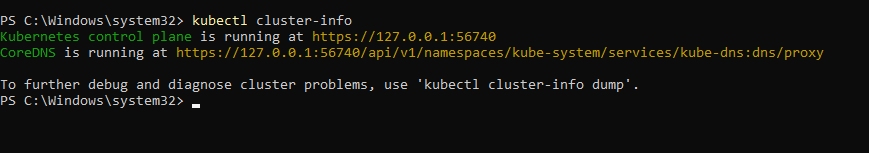 PS C:\Windows\system32> kubectl cluster-info
Kubernetes control plane is running at https://127.0.0.1:56740
CoreDNS is running at https://127.0.0.1:56740/api/v1/namespaces/kube-system/services/kube-dns:dns/proxy
To further debug and diagnose cluster problems, use 'kubectl cluster-info dump'.
PS C:\Windows\system32>